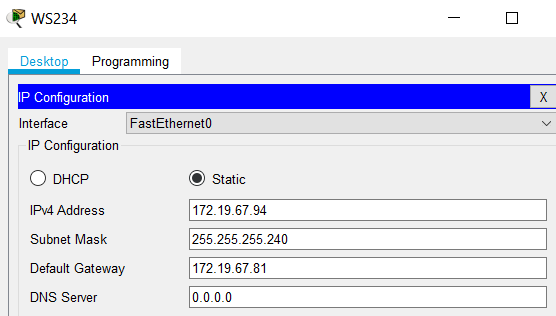 WS234
Desktop Programming
IP Configuration X
Interface FastEthernet0
IP Configuration
DHCP Static
IPv4 Address 172.19.67.94
Subnet Mask 255.255.255.240
Default Gateway 172.19.67.81
DNS Server 0.0.0.0